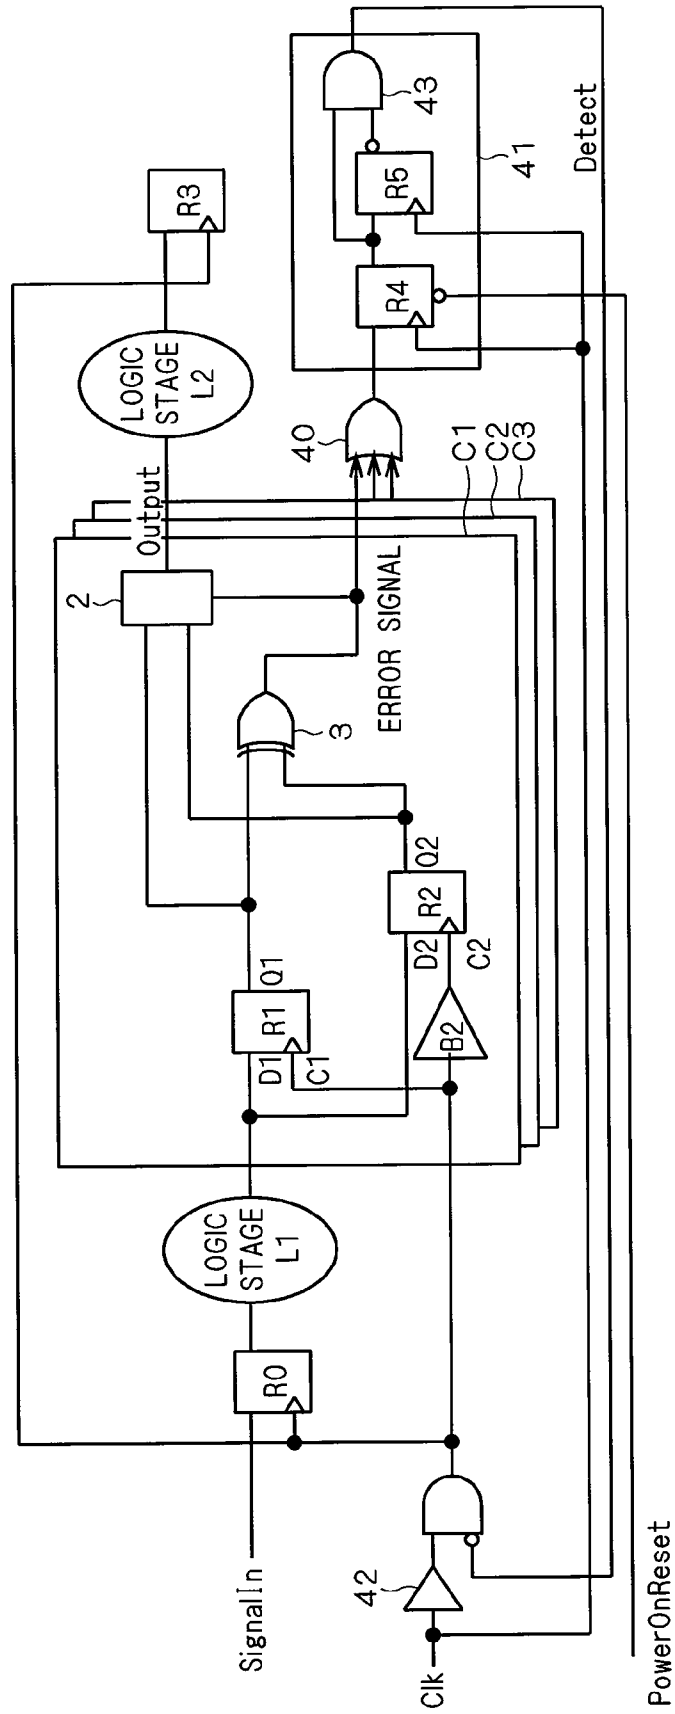 SignalIn
Clk
PowerOnReset
42
R0
LOGIC
STAGE
L1
D1
C1
R1
Q1
B2
D2
C2
R2
Q2
3
2
ERROR SIGNAL
Output
C1
C2
C3
40
LOGIC
STAGE
L2
R3
R4
R5
43
41
Detect